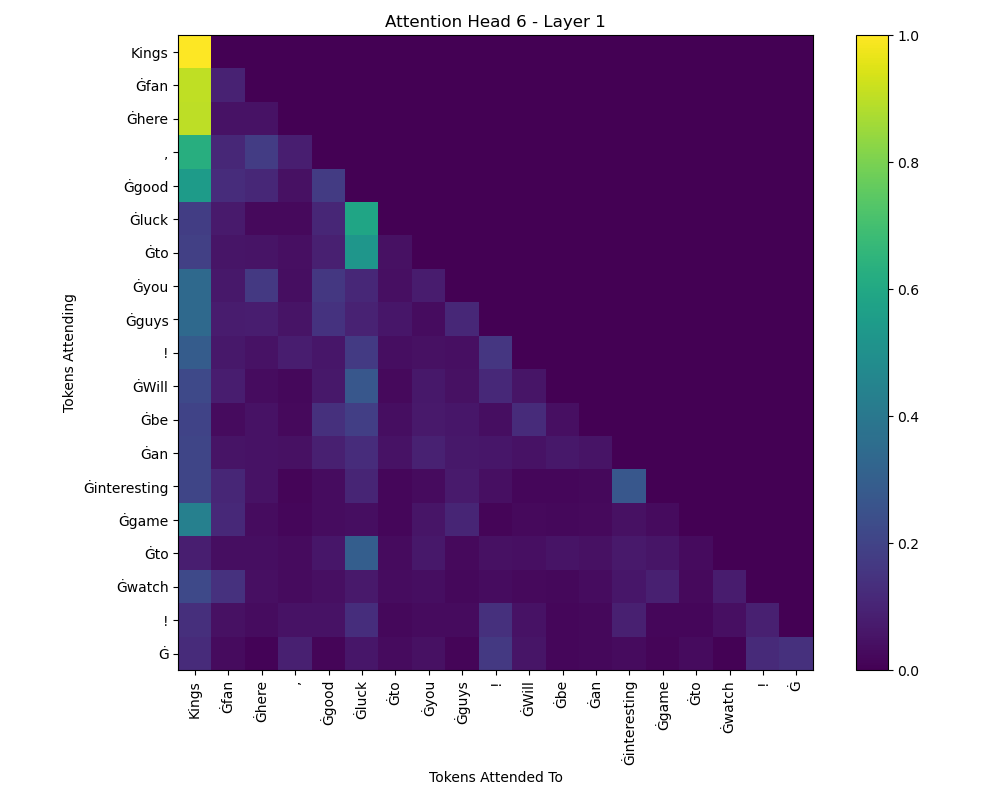 Attention Head 6 - Layer 1
Tokens Attending
Kings
Ġfan
Ġhere
,
Ġgood
Ġluck
Ġto
Ġyou
Ġguys
!
ĠWill
Ġbe
Ġan
Ġinteresting
Ġgame
Ġto
Ġwatch
!
Ġ
Kings
Ġfan
Ġhere
,
Ġgood
Ġluck
Ġto
Ġyou
Ġguys
!
ĠWill
Ġbe
Ġan
Ġinteresting
Ġgame
Ġto
Ġwatch
!
Ġ
Tokens Attended To
1.0
0.8
0.6
0.4
0.2
0.0